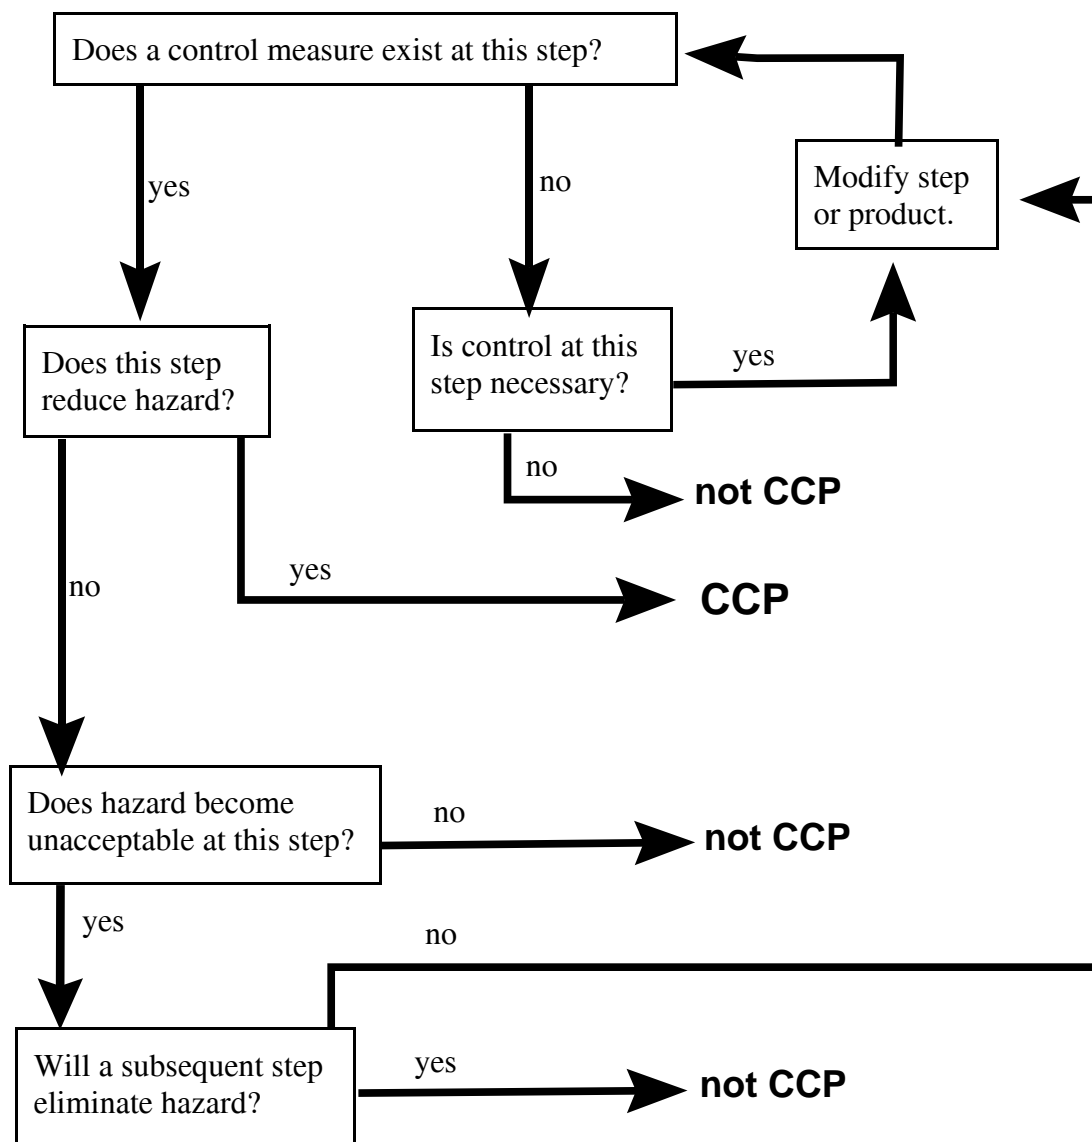 Does a control measure exist at this step?
yes
no
Modify step
or product.
Does this step
reduce hazard?
Is control at this
step necessary?
yes
no
not CCP
no
yes
CCP
Does hazard become
unacceptable at this step?
no
not CCP
yes
no
Will a subsequent step
eliminate hazard?
yes
not CCP